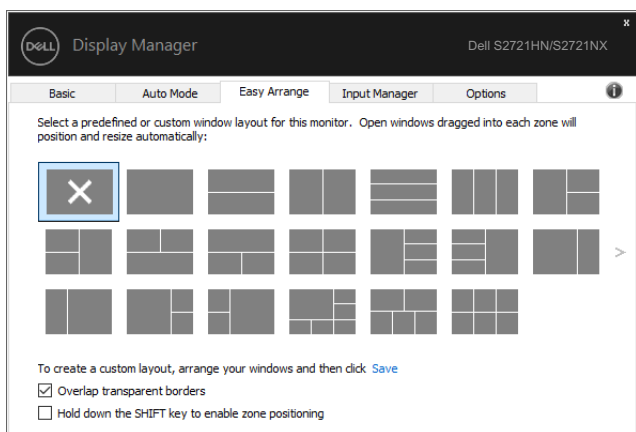 x
DELL Display Manager Dell S2721HN/S2721NX
Basic Auto Mode Easy Arrange Input Manager Options
Select a predefined or custom window layout for this monitor. Open windows dragged into each zone will
position and resize automatically:
>
To create a custom layout, arrange your windows and then click Save
Overlap transparent borders
Hold down the SHIFT key to enable zone positioning